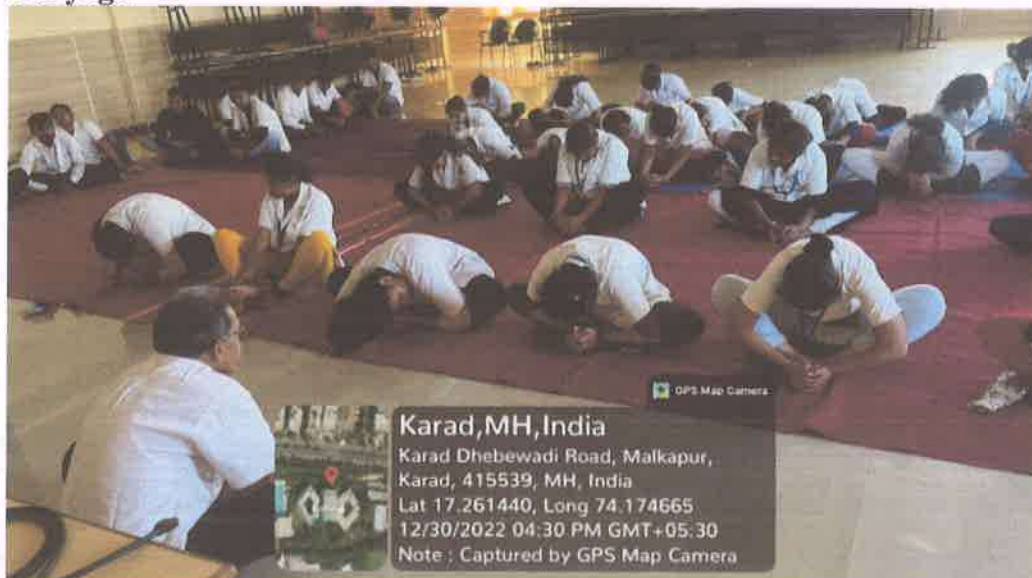 GPS Map Camera
Karad,MH,India
Karad Dhebewadi Road, Malkapur,
Karad, 415539, MH, India
Lat 17.261440, Long 74.174665
12/30/2022 04:30 PM GMT+05:30
Note : Captured by GPS Map Camera